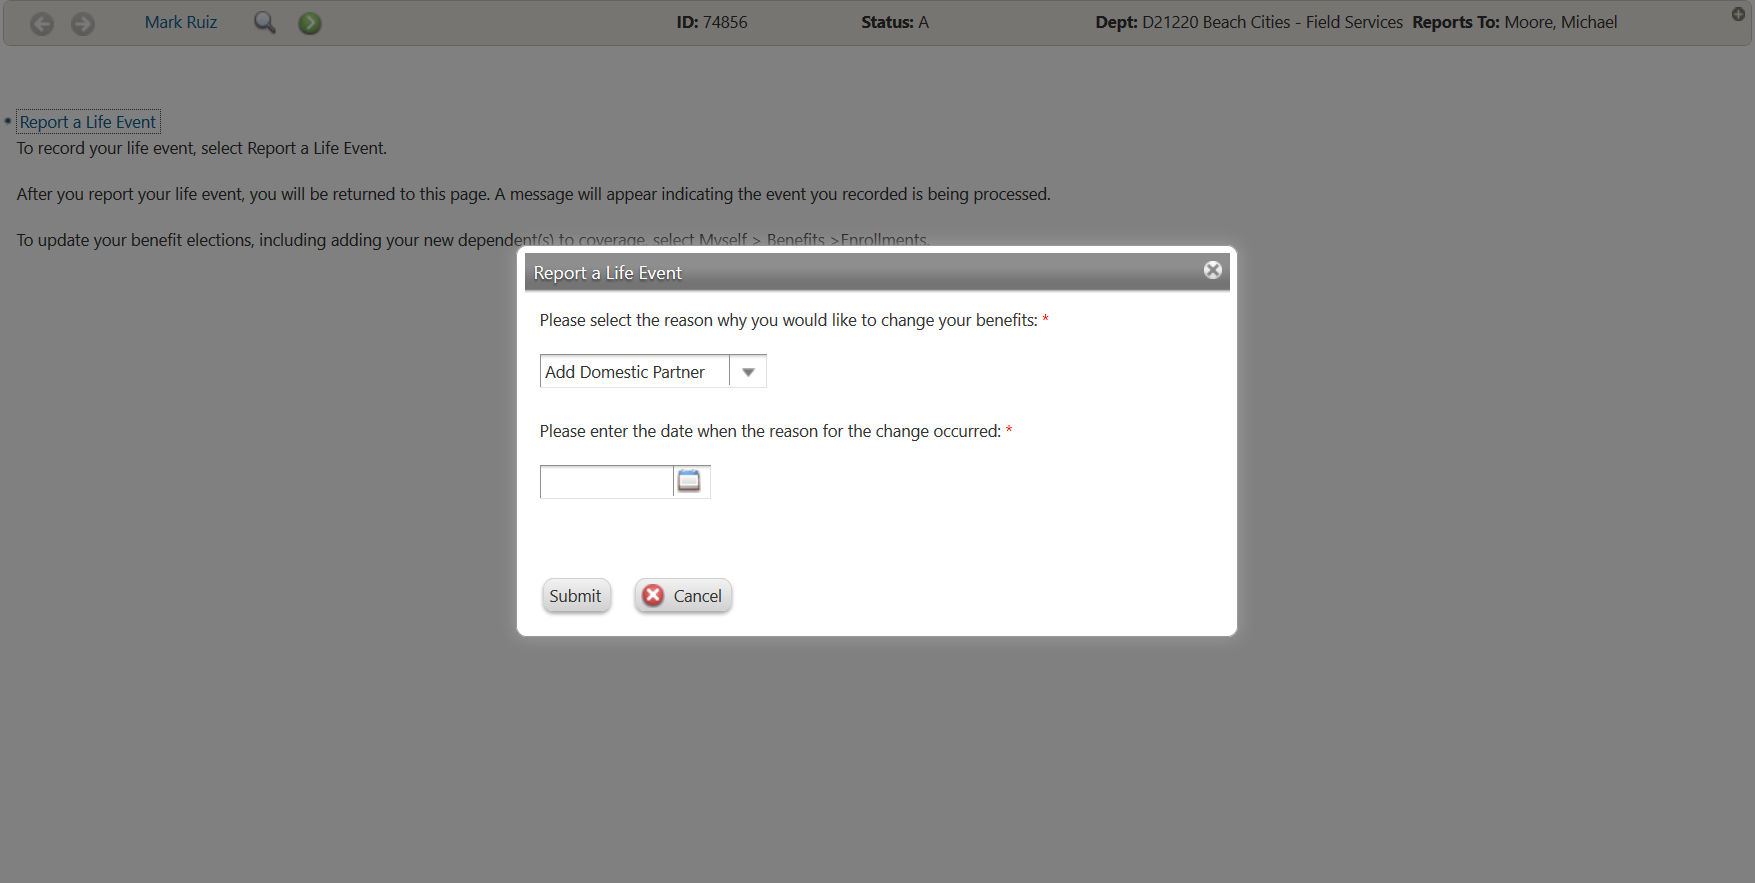 Mark Ruiz ID: 74856 Status: A Dept: D21220 Beach Cities - Field Services Reports To: Moore, Michael
Report a Life Event
To record your life event, select Report a Life Event.
After you report your life event, you will be returned to this page. A message will appear indicating the event you recorded is being processed.
To update your benefit elections, including adding your new dependent(s) to coverage, select Myself > Benefits >Enrollments.
Report a Life Event
Please select the reason why you would like to change your benefits: *
Add Domestic Partner
Please enter the date when the reason for the change occurred: *
Submit Cancel